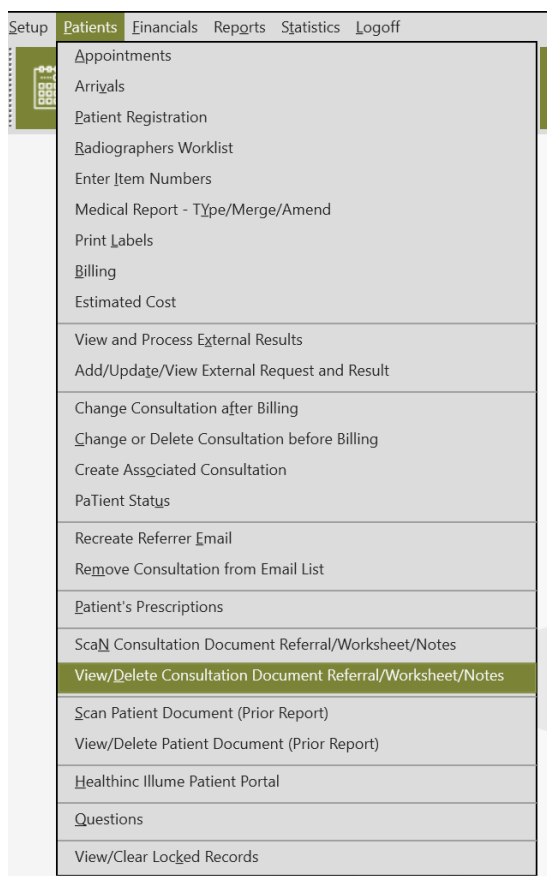 Setup Patients Financials Reports Statistics Logoff
Appointments
Arrivals
Patient Registration
Radiographers Worklist
Enter Item Numbers
Medical Report - TYpe/Merge/Amend
Print Labels
Billing
Estimated Cost
View and Process External Results
Add/Update/View External Request and Result
Change Consultation after Billing
Change or Delete Consultation before Billing
Create Associated Consultation
PaTient Status
Recreate Referrer Email
Remove Consultation from Email List
Patient's Prescriptions
ScaN Consultation Document Referral/Worksheet/Notes
View/Delete Consultation Document Referral/Worksheet/Notes
Scan Patient Document (Prior Report)
View/Delete Patient Document (Prior Report)
Healthinc Illume Patient Portal
Questions
View/Clear Locked Records